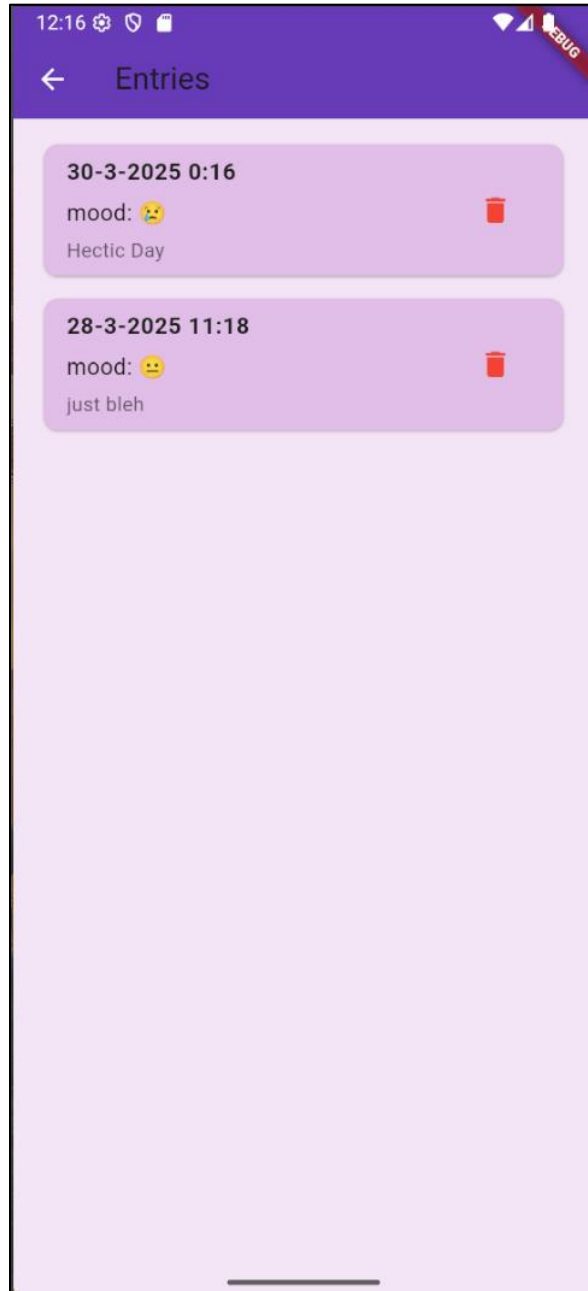 12:16
Entries
30-3-2025 0:16
mood: 😢
Hectic Day
28-3-2025 11:18
mood: 😐
just bleh